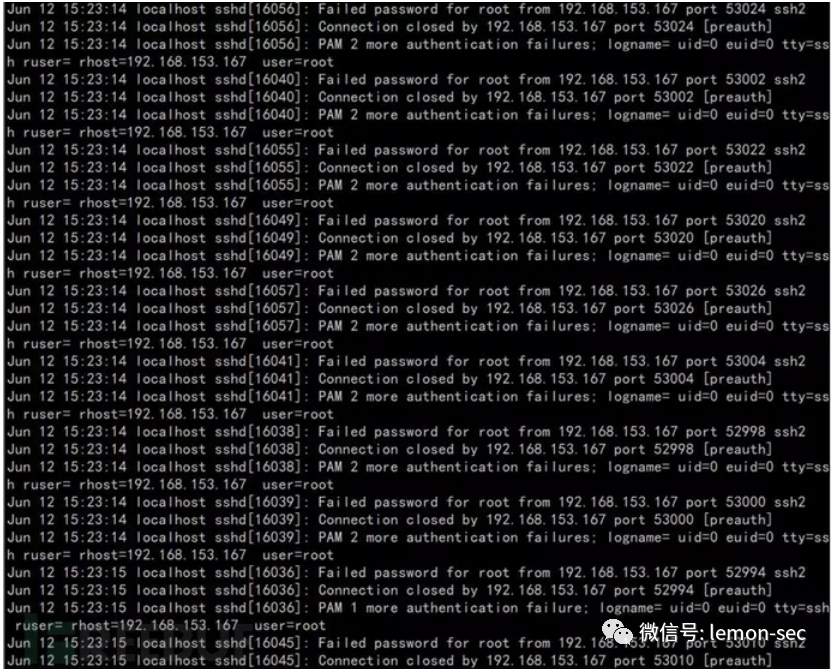 Jun 12 15:23:14 localhost sshd[16056]: Failed password for root from 192.168.153.167 port 53024 ssh2
Jun 12 15:23:14 localhost sshd[16056]: Connection closed by 192.168.153.167 port 53024 [preauth]
Jun 12 15:23:14 localhost sshd[16056]: PAM 2 more authentication failures; logname= uid=0 euid=0 tty=ss
h ruser= rhost=192.168.153.167  user=root
Jun 12 15:23:14 localhost sshd[16040]: Failed password for root from 192.168.153.167 port 53002 ssh2
Jun 12 15:23:14 localhost sshd[16040]: Connection closed by 192.168.153.167 port 53002 [preauth]
Jun 12 15:23:14 localhost sshd[16040]: PAM 2 more authentication failures; logname= uid=0 euid=0 tty=ss
h ruser= rhost=192.168.153.167  user=root
Jun 12 15:23:14 localhost sshd[16055]: Failed password for root from 192.168.153.167 port 53022 ssh2
Jun 12 15:23:14 localhost sshd[16055]: Connection closed by 192.168.153.167 port 53022 [preauth]
Jun 12 15:23:14 localhost sshd[16055]: PAM 2 more authentication failures; logname= uid=0 euid=0 tty=ss
h ruser= rhost=192.168.153.167  user=root
Jun 12 15:23:14 localhost sshd[16049]: Failed password for root from 192.168.153.167 port 53020 ssh2
Jun 12 15:23:14 localhost sshd[16049]: Connection closed by 192.168.153.167 port 53020 [preauth]
Jun 12 15:23:14 localhost sshd[16049]: PAM 2 more authentication failures; logname= uid=0 euid=0 tty=ss
h ruser= rhost=192.168.153.167  user=root
Jun 12 15:23:14 localhost sshd[16057]: Failed password for root from 192.168.153.167 port 53026 ssh2
Jun 12 15:23:14 localhost sshd[16057]: Connection closed by 192.168.153.167 port 53026 [preauth]
Jun 12 15:23:14 localhost sshd[16057]: PAM 2 more authentication failures; logname= uid=0 euid=0 tty=ss
h ruser= rhost=192.168.153.167  user=root
Jun 12 15:23:14 localhost sshd[16041]: Failed password for root from 192.168.153.167 port 53004 ssh2
Jun 12 15:23:14 localhost sshd[16041]: Connection closed by 192.168.153.167 port 53004 [preauth]
Jun 12 15:23:14 localhost sshd[16041]: PAM 2 more authentication failures; logname= uid=0 euid=0 tty=ss
h ruser= rhost=192.168.153.167  user=root
Jun 12 15:23:14 localhost sshd[16038]: Failed password for root from 192.168.153.167 port 52998 ssh2
Jun 12 15:23:14 localhost sshd[16038]: Connection closed by 192.168.153.167 port 52998 [preauth]
Jun 12 15:23:14 localhost sshd[16038]: PAM 2 more authentication failures; logname= uid=0 euid=0 tty=ss
h ruser= rhost=192.168.153.167  user=root
Jun 12 15:23:14 localhost sshd[16039]: Failed password for root from 192.168.153.167 port 53000 ssh2
Jun 12 15:23:14 localhost sshd[16039]: Connection closed by 192.168.153.167 port 53000 [preauth]
Jun 12 15:23:14 localhost sshd[16039]: PAM 2 more authentication failures; logname= uid=0 euid=0 tty=ss
h ruser= rhost=192.168.153.167  user=root
Jun 12 15:23:15 localhost sshd[16036]: Failed password for root from 192.168.153.167 port 52994 ssh2
Jun 12 15:23:15 localhost sshd[16036]: Connection closed by 192.168.153.167 port 52994 [preauth]
Jun 12 15:23:15 localhost sshd[16036]: PAM 1 more authentication failure; logname= uid=0 euid=0 tty=ssh
 ruser= rhost=192.168.153.167  user=root
微信号: lemon-sec
Jun 12 15:23:15 localhost sshd[16045]: Failed password for root from 192.168.153.167 port 53010 ssh2
Jun 12 15:23:15 localhost sshd[16045]: Connection closed by 192.168.153.167 port 53010 [preauth]